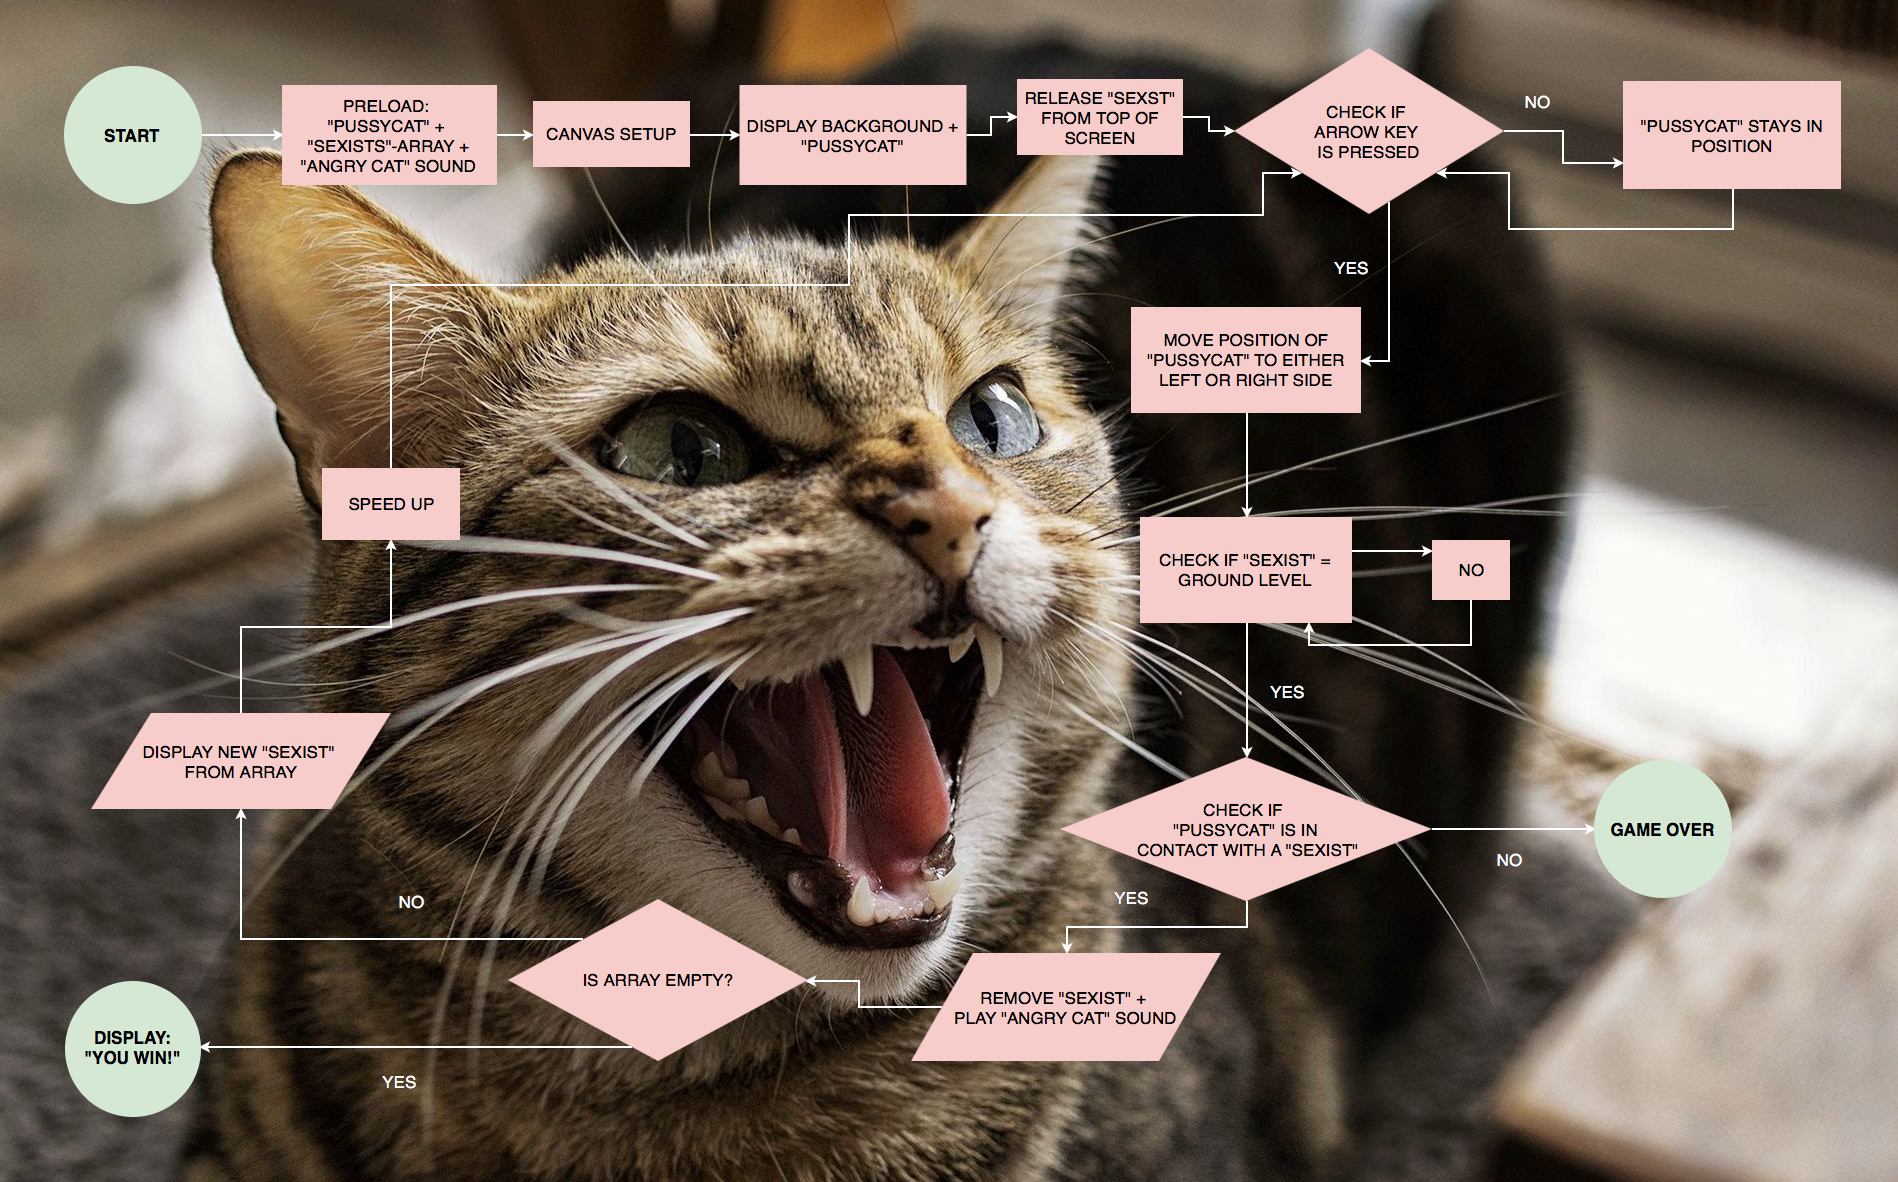 START
PRELOAD:
"PUSSYCAT" +
"SEXISTS"-ARRAY +
"ANGRY CAT" SOUND
CANVAS SETUP
DISPLAY BACKGROUND +
"PUSSYCAT"
RELEASE "SEXST"
FROM TOP OF
SCREEN
CHECK IF
ARROW KEY
IS PRESSED
NO
"PUSSYCAT" STAYS IN
POSITION
YES
MOVE POSITION OF
"PUSSYCAT" TO EITHER
LEFT OR RIGHT SIDE
CHECK IF "SEXIST" =
GROUND LEVEL
NO
YES
CHECK IF
"PUSSYCAT" IS IN
CONTACT WITH A "SEXIST"
NO
GAME OVER
YES
REMOVE "SEXIST" +
PLAY "ANGRY CAT" SOUND
IS ARRAY EMPTY?
NO
DISPLAY NEW "SEXIST"
FROM ARRAY
SPEED UP
YES
DISPLAY:
"YOU WIN!"